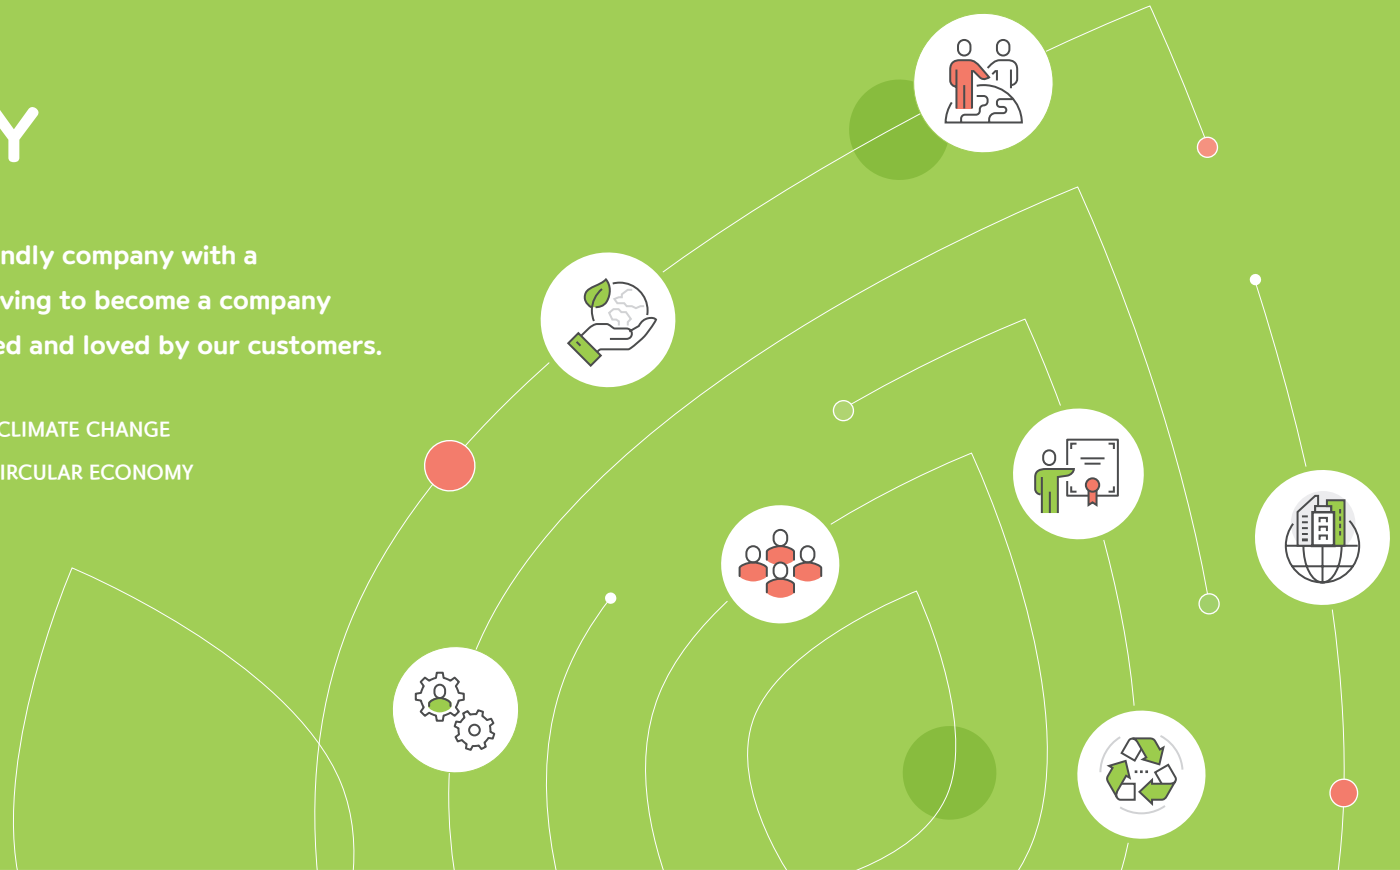 Y
ndly company with a
ving to become a company
ed and loved by our customers.
CLIMATE CHANGE
IRCULAR ECONOMY